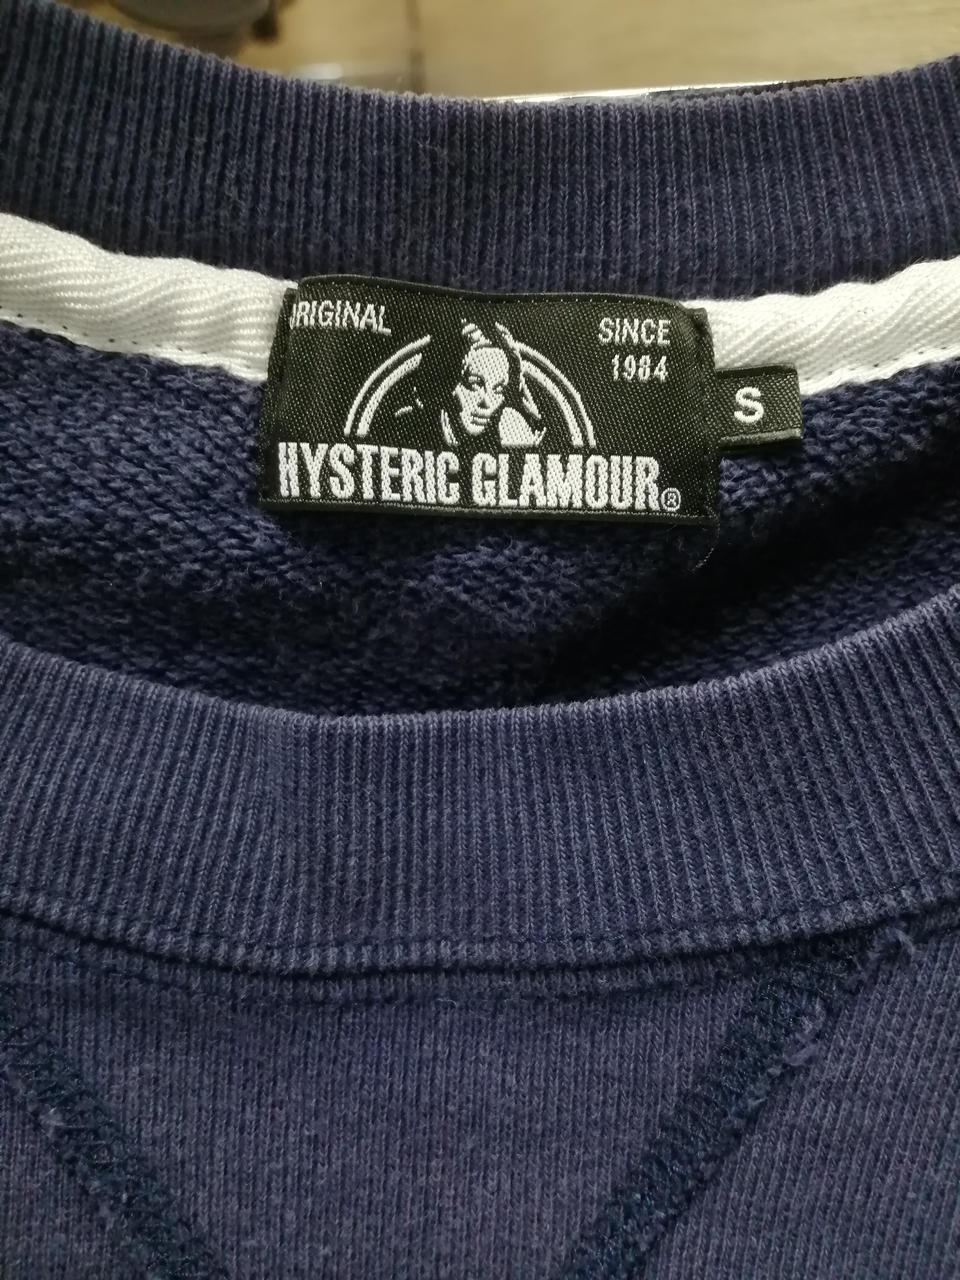 ORIGINAL
SINCE
1984
S
HYSTERIC GLAMOUR®